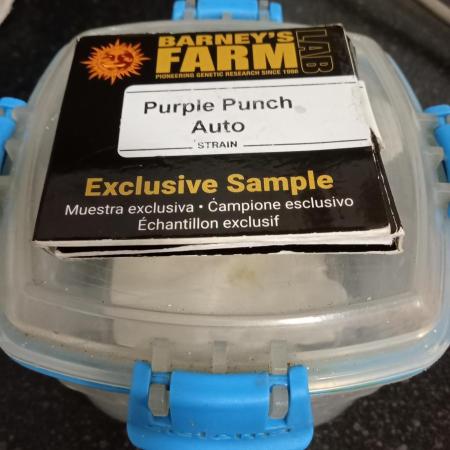 BARNEY'S
FARM
LAB
PIONEERING GENETIC RESEARCH SINCE 1986
Purple Punch
Auto
STRAIN
Exclusive Sample
Muestra exclusiva • Campione esclusivo
Échantillon exclusif